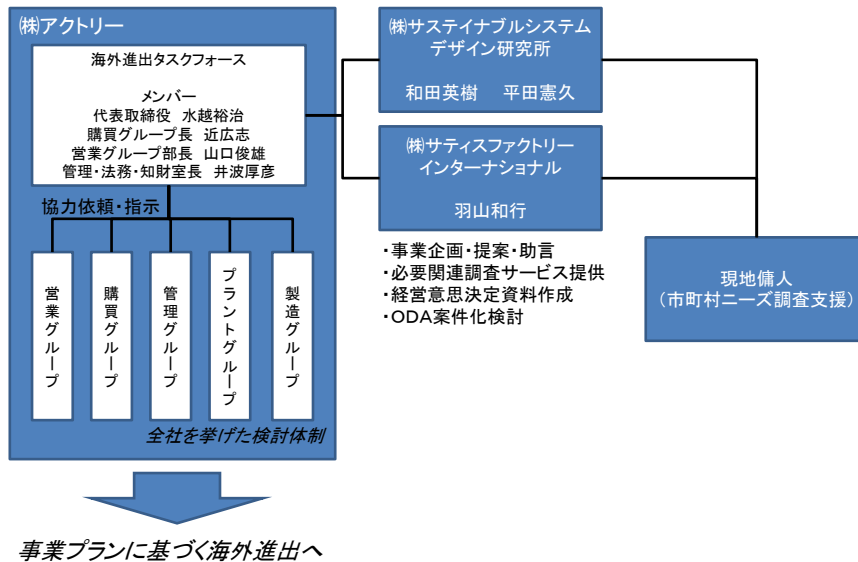 ㈱アクトリー
海外進出タスクフォース
メンバー
代表取締役　水越裕治
購買グループ長　近広志
営業グループ部長　山口俊雄
管理・法務・知財室長　井波厚彦
協力依頼・指示
営業グループ
購買グループ
管理グループ
プラントグループ
製造グループ
全社を挙げた検討体制
事業プランに基づく海外進出へ
㈱サステイナブルシステム
デザイン研究所
和田英樹　平田憲久
㈱サティスファクトリー
インターナショナル
羽山和行
・事業企画・提案・助言
・必要関連調査サービス提供
・経営意思決定資料作成
・ODA案件化検討
現地傭人
（市町村ニーズ調査支援）